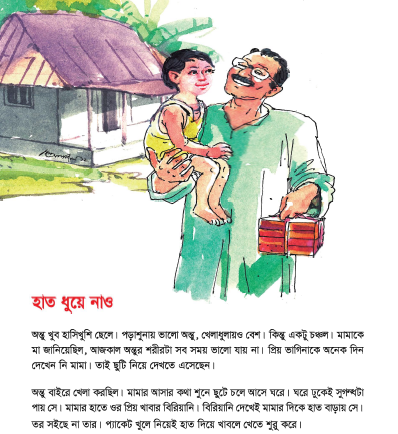 হাত ধুয়ে নাও
অন্তু খুব হাসিখুশি ছেলে। পড়াশুনায় ভালো অন্তু, খেলাধুলায়ও বেশ। কিন্তু একটু চঞ্চল। মামাকে
মা জানিয়েছিল, আজকাল অন্তুর শরীরটা সব সময় ভালো যায় না। প্রিয় ভাগিনাকে অনেক দিন
দেখেন নি মামা। তাই ছুটি নিয়ে দেখতে এসেছেন।
অন্তু বাইরে খেলা করছিল। মামার আসার কথা শুনে ছুটে চলে আসে ঘরে। ঘরে ঢুকেই সুগন্ধটা
পায় সে। মামার হাতে ওর প্রিয় খাবার বিরিয়ানি। বিরিয়ানি দেখেই মামার দিকে হাত বাড়ায় সে।
তর সইছে না তার। প্যাকেট খুলে নিয়েই হাত দিয়ে খাবলে খেতে শুরু করে।